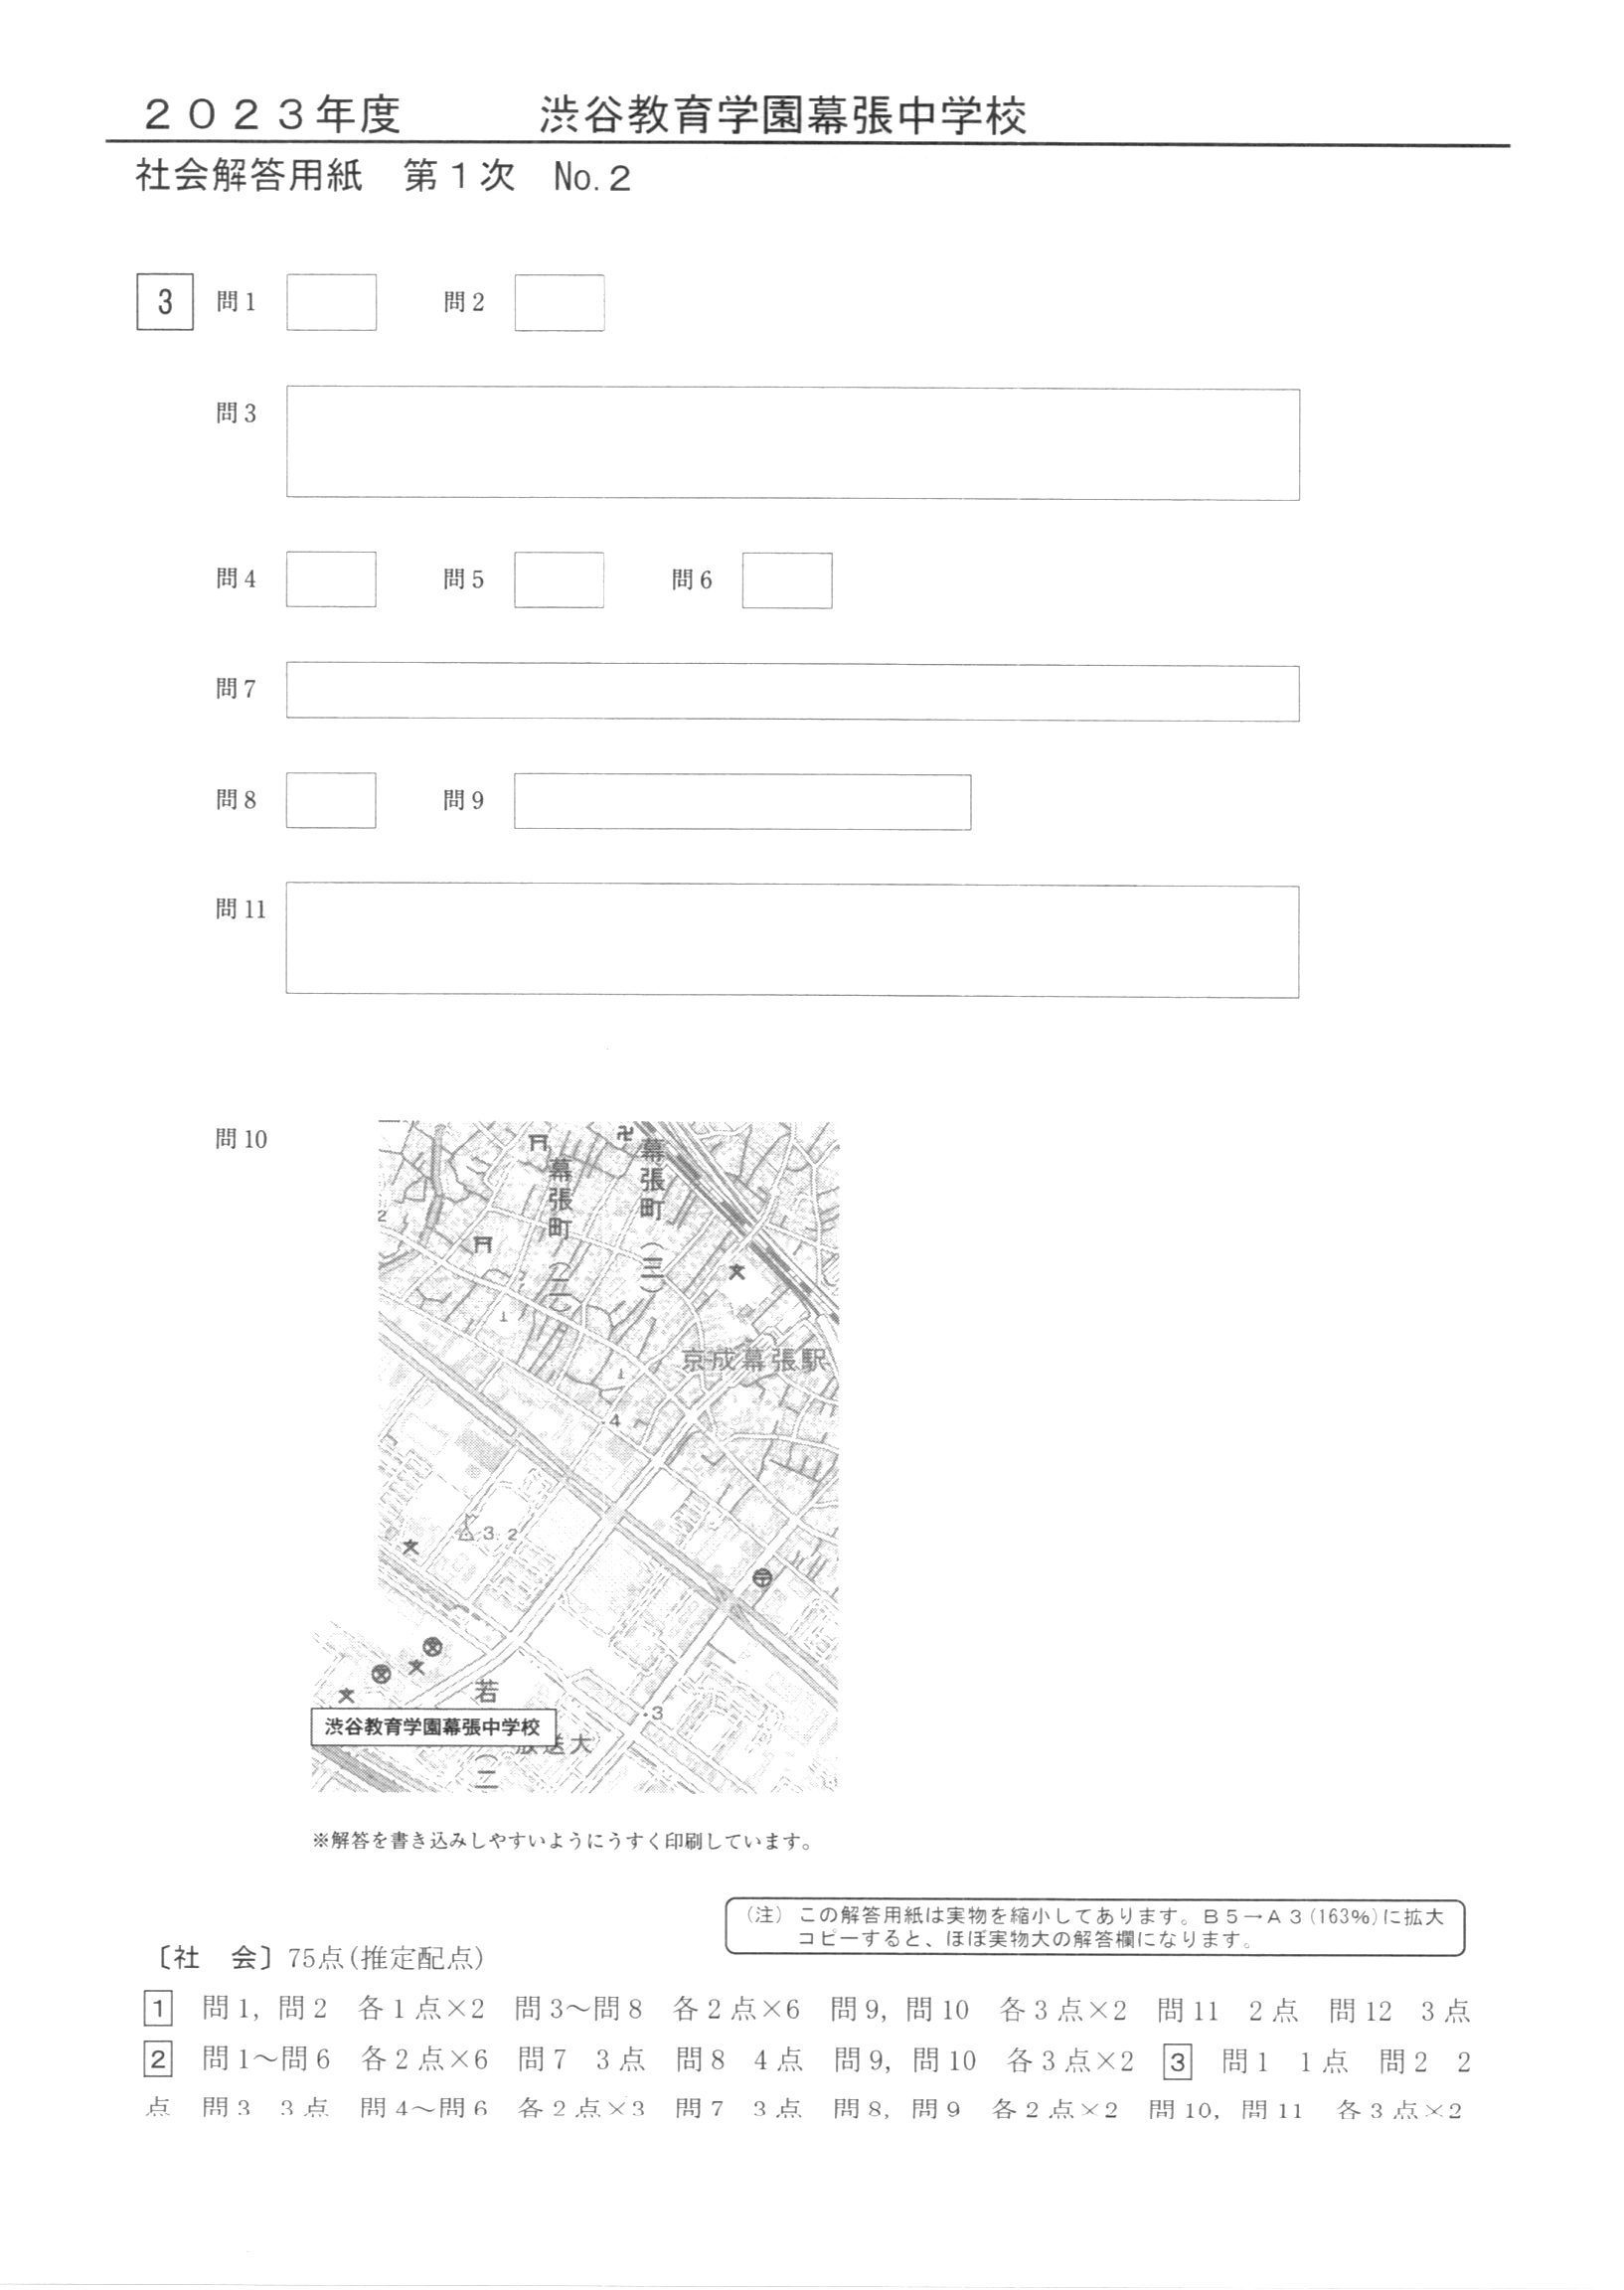 ２０２３年度　渋谷教育学園幕張中学校
社会解答用紙　第１次　No.２
3　問1　問2
問3
問4　問5　問6
問7
問8　問9
問11
問10
幕張町（二）
幕張町（三）
2
京成幕張駅
.4
3.2
若
(二
.3
渋谷教育学園幕張中学校
放送大
※解答を書き込みしやすいようにうすく印刷しています。
（注）この解答用紙は実物を縮小してあります。Ｂ５→Ａ３(163%)に拡大
コピーすると、ほぼ実物大の解答欄になります。
〔社　会〕75点(推定配点)
1　問1，問2　各1点×2　問3～問8　各2点×6　問9，問10　各3点×2　問11　2点　問12　3点
2　問1～問6　各2点×6　問7　3点　問8　4点　問9，問10　各3点×2　3　問1　1点　問2　2
点　問3　3点　問4～問6　各2点×3　問7　3点　問8，問9　各2点×2　問10，問11　各3点×2